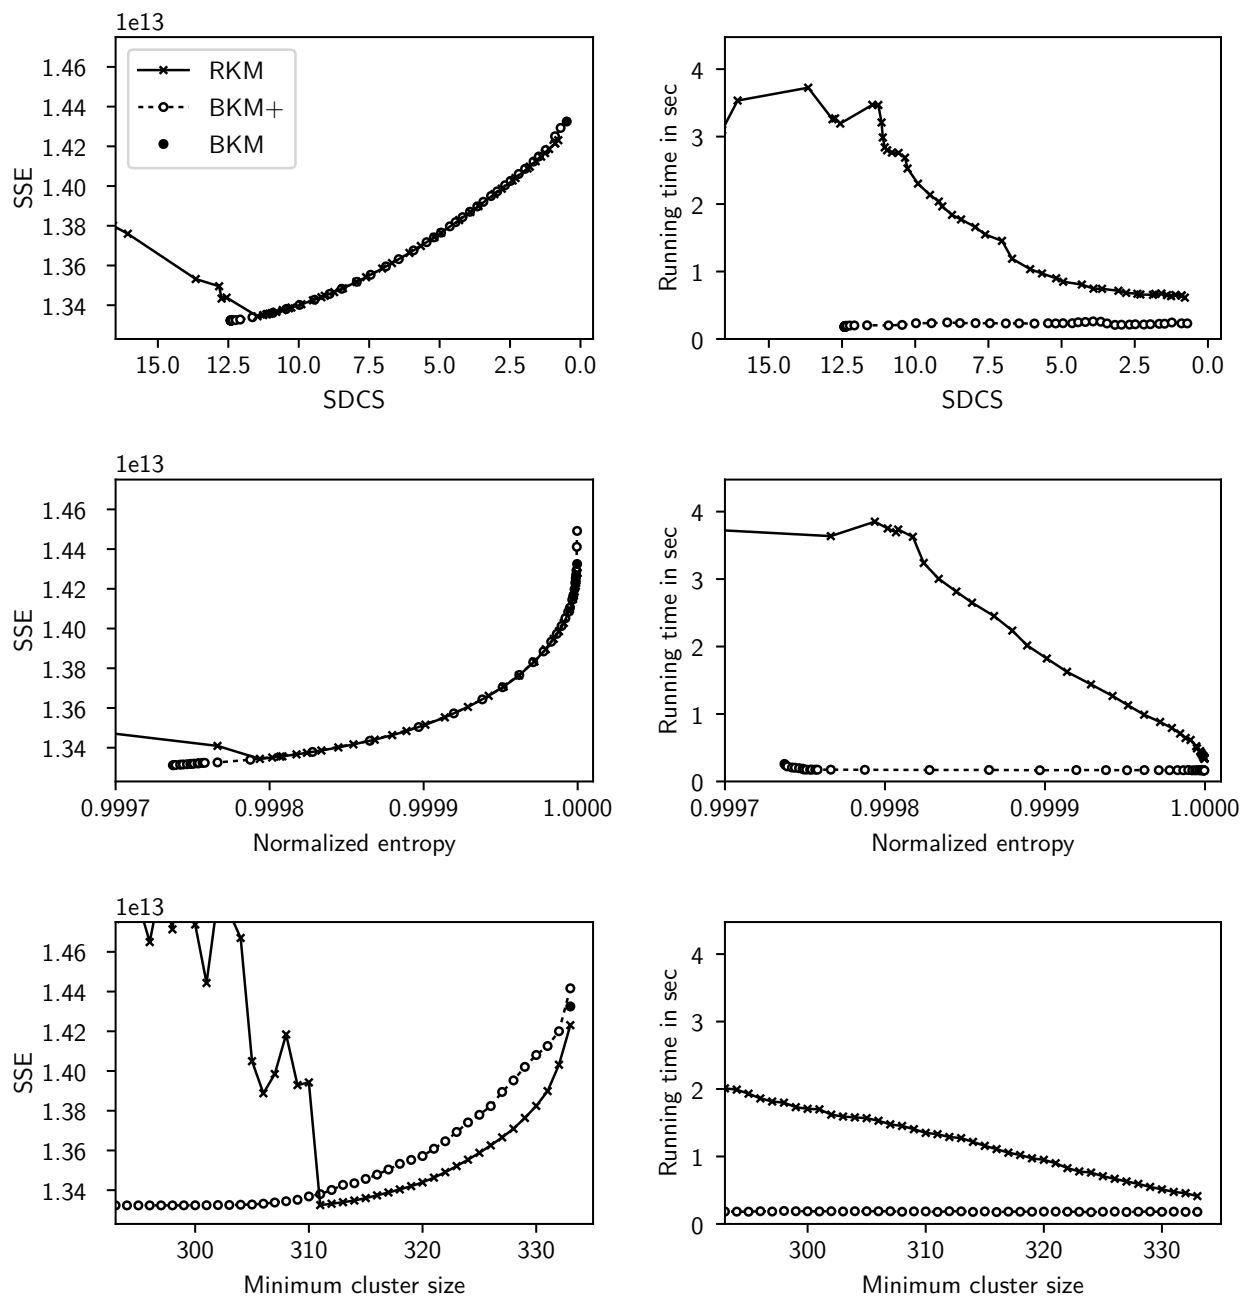 1e13
1.46
1.44
1.42
1.40
1.38
1.36
1.34
SSE
RKM
BKM+
BKM
15.0 12.5 10.0 7.5 5.0 2.5 0.0
SDCS
4
3
2
1
0
Running time in sec
15.0 12.5 10.0 7.5 5.0 2.5 0.0
SDCS
1e13
1.46
1.44
1.42
1.40
1.38
1.36
1.34
SSE
0.9997 0.9998 0.9999 1.0000
Normalized entropy
4
3
2
1
0
Running time in sec
0.9997 0.9998 0.9999 1.0000
Normalized entropy
1e13
1.46
1.44
1.42
1.40
1.38
1.36
1.34
SSE
300 310 320 330
Minimum cluster size
4
3
2
1
0
Running time in sec
300 310 320 330
Minimum cluster size